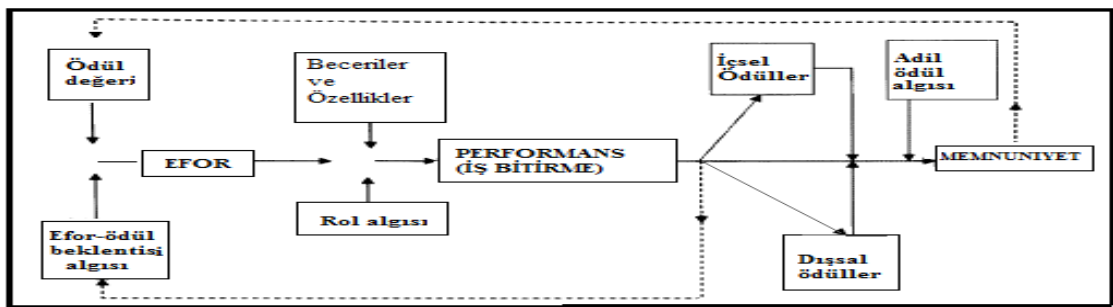 Ödül
değeri
Beceriler
ve
Özellikler
İçsel
Ödüller
Adil
ödül
algısı
EFOR
PERFORMANS
(İŞ BİTİRME)
MEMNUNIYET
Rol algısı
Efor-ödül
beklentisi
algısı
Dışsal
ödüller